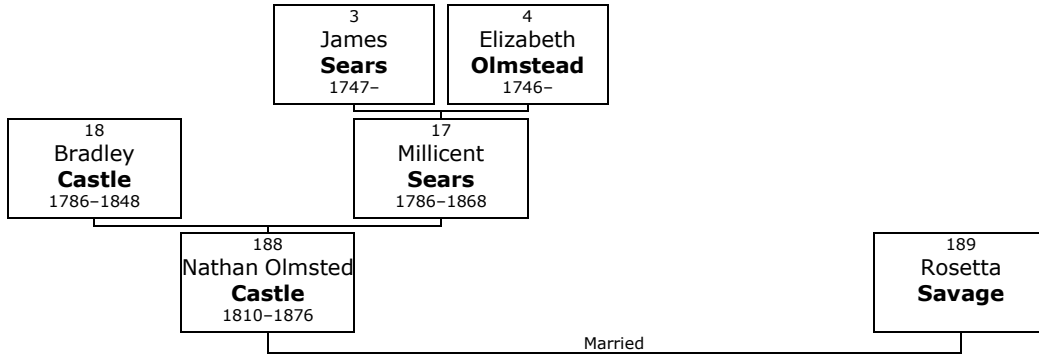 3
James
Sears
1747–
4
Elizabeth
Olmstead
1746–
18
Bradley
Castle
1786–1848
17
Millicent
Sears
1786–1868
188
Nathan Olmsted
Castle
1810–1876
189
Rosetta
Savage
Married